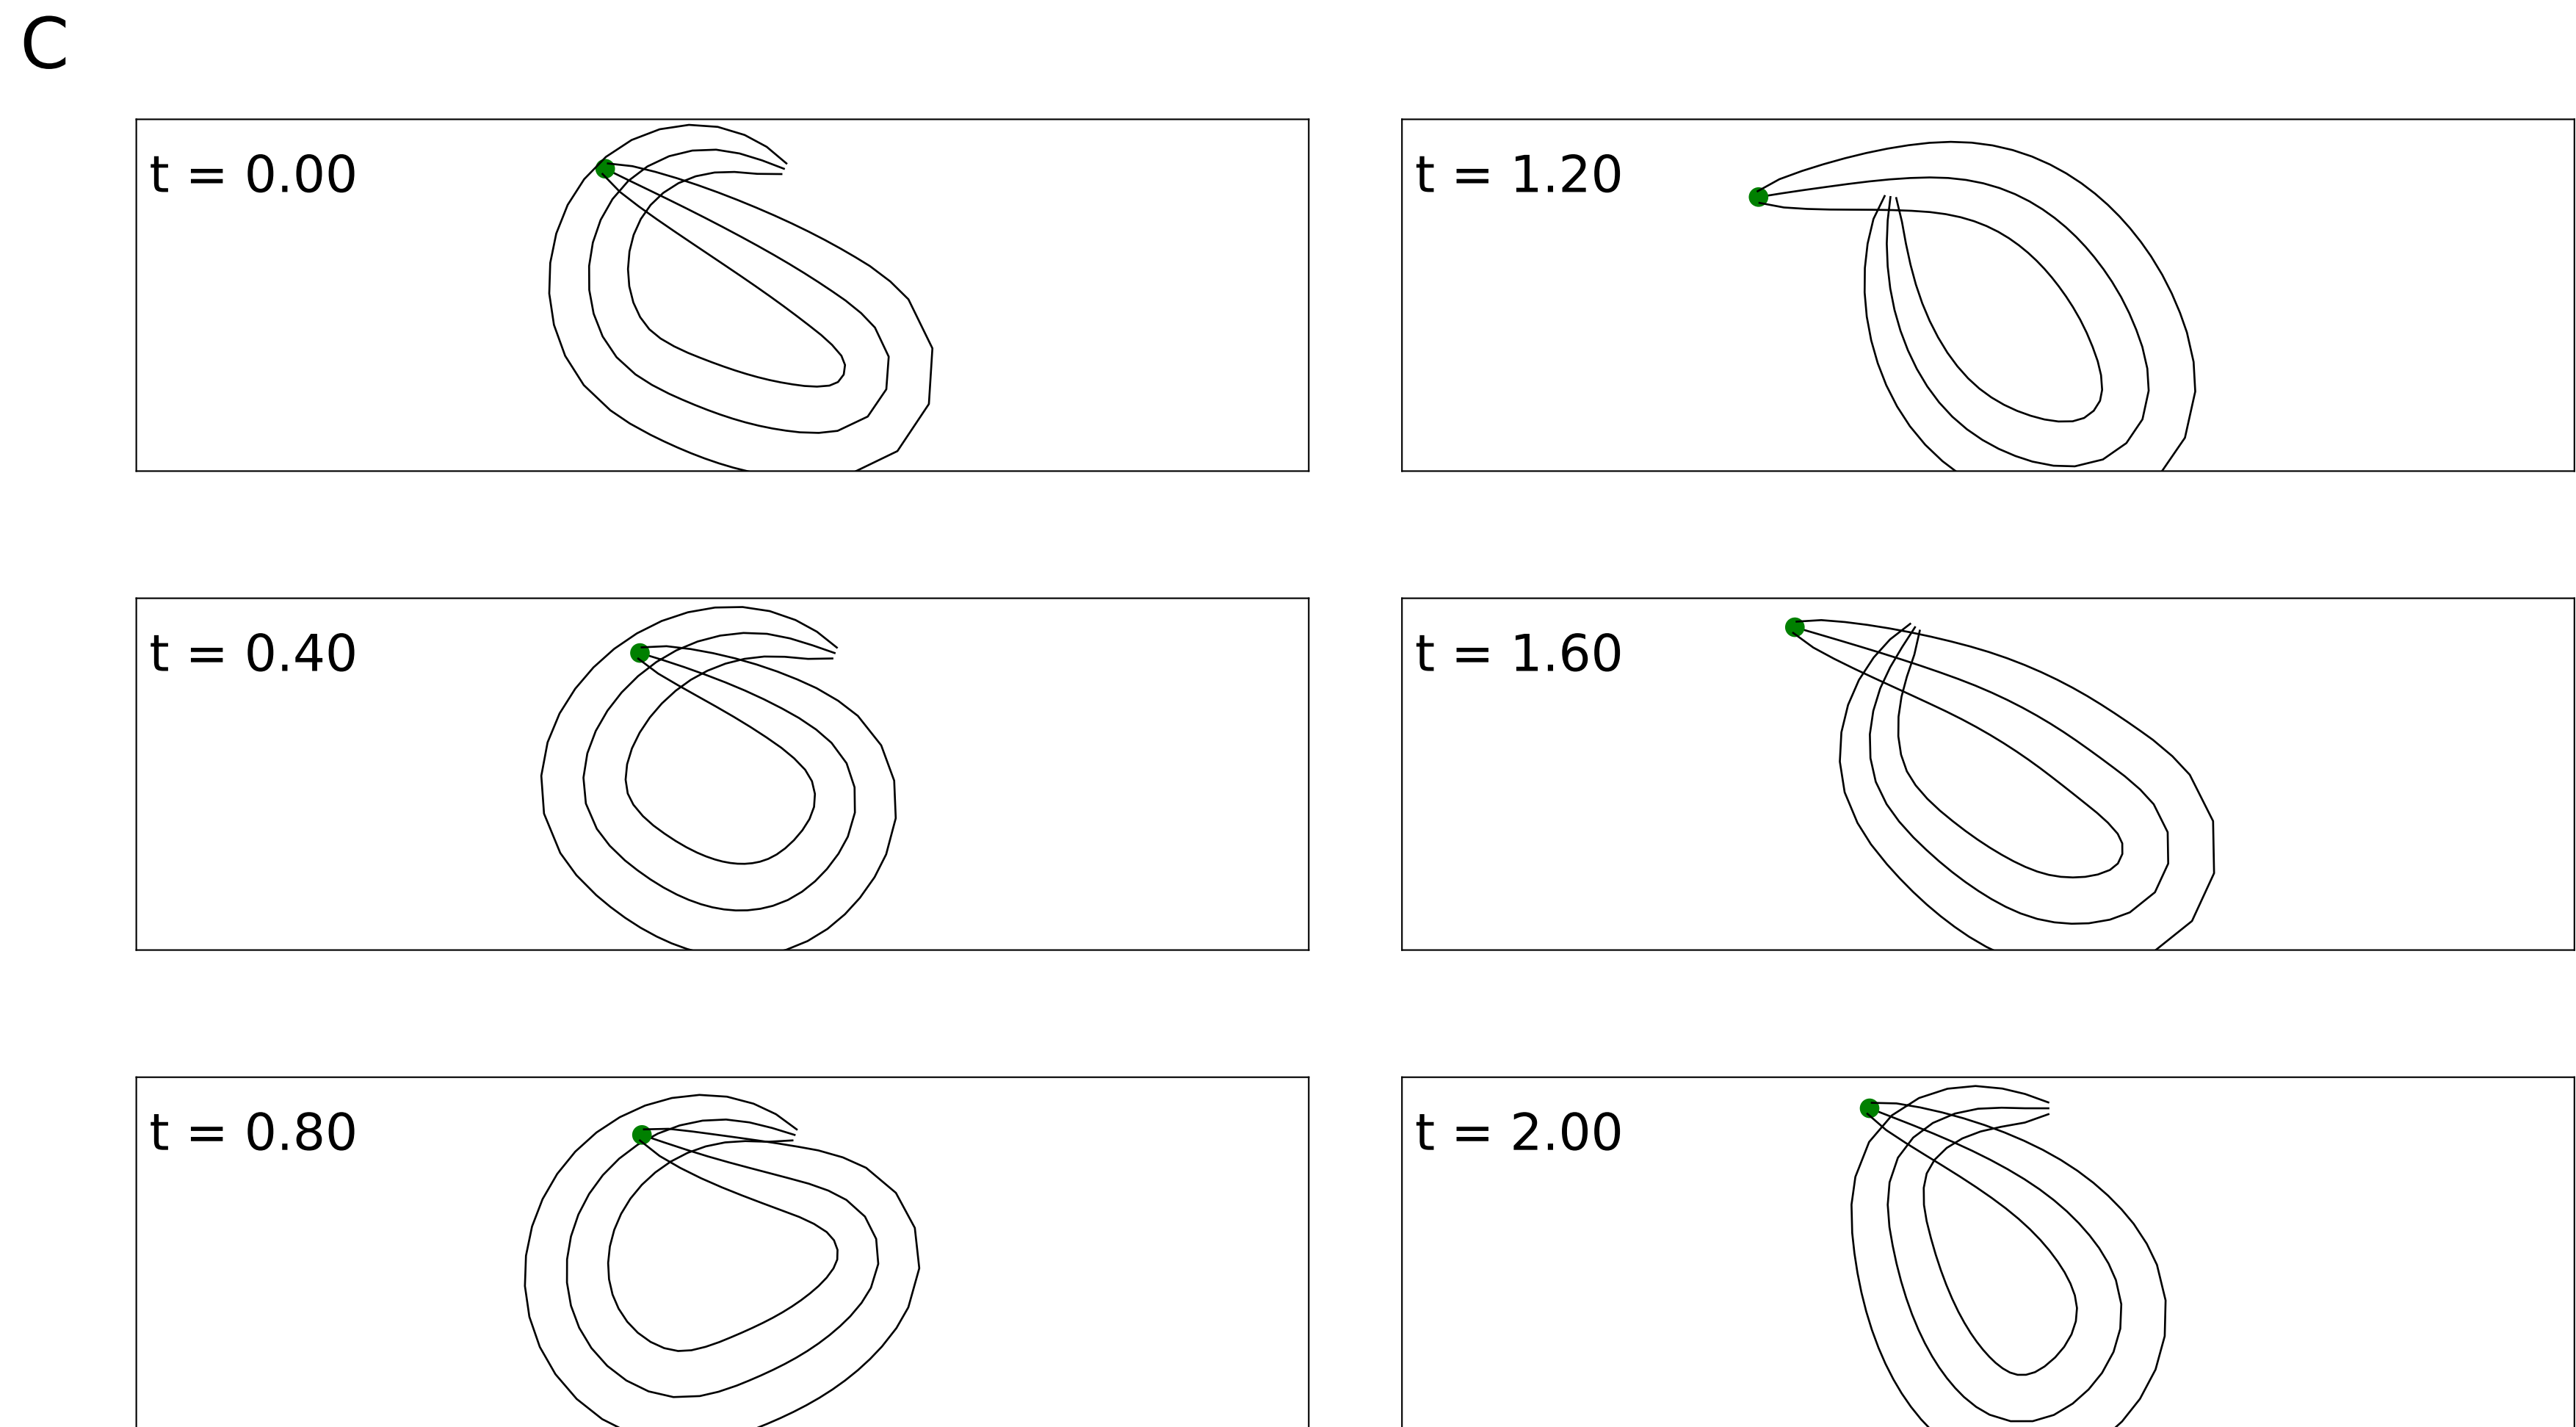 C
t = 0.00
t = 1.20
t = 0.40
t = 1.60
t = 0.80
t = 2.00